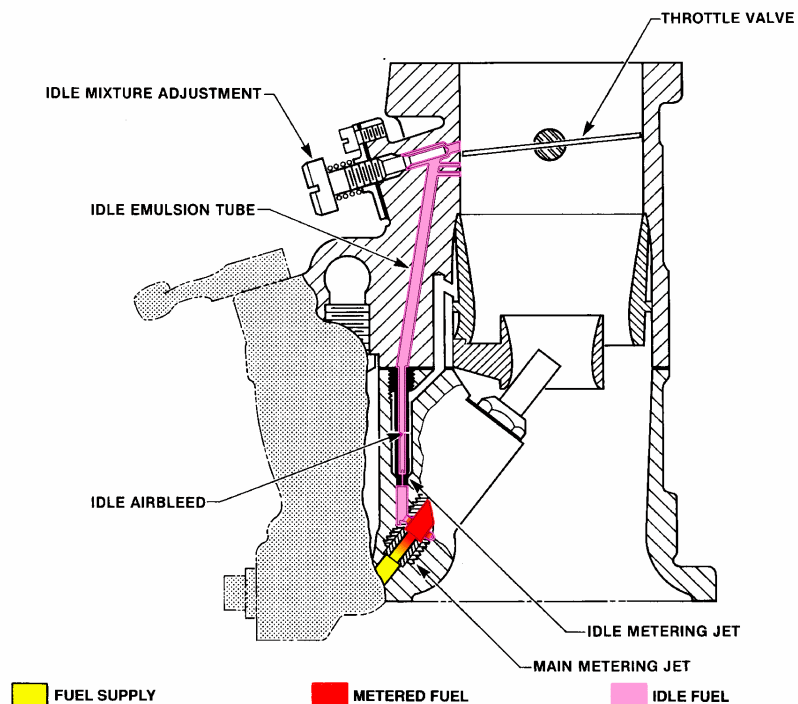 THROTTLE VALVE
IDLE MIXTURE ADJUSTMENT
IDLE EMULSION TUBE
IDLE AIRBLEED
IDLE METERING JET
MAIN METERING JET
FUEL SUPPLY
METERED FUEL
IDLE FUEL